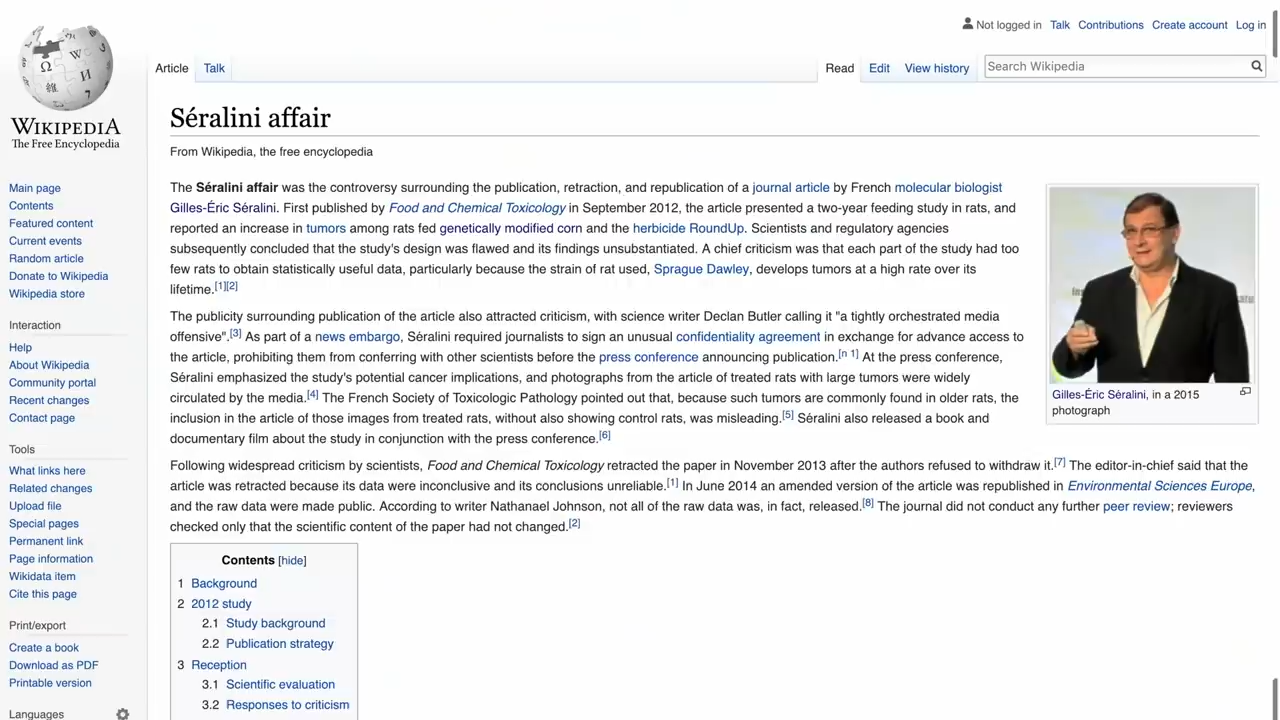 Not logged in Talk Contributions Create account Log in
Article Talk Read Edit View history Search Wikipedia
WIKIPEDIA
The Free Encyclopedia
Main page
Contents
Featured content
Current events
Random article
Donate to Wikipedia
Wikipedia store
Interaction
Help
About Wikipedia
Community portal
Recent changes
Contact page
Tools
What links here
Related changes
Upload file
Special pages
Permanent link
Page information
Wikidata item
Cite this page
Print/export
Create a book
Download as PDF
Printable version
Languages
Séralini affair
From Wikipedia, the free encyclopedia
The Séralini affair was the controversy surrounding the publication, retraction, and republication of a journal article by French molecular biologist
Gilles-Éric Séralini. First published by Food and Chemical Toxicology in September 2012, the article presented a two-year feeding study in rats, and
reported an increase in tumors among rats fed genetically modified corn and the herbicide RoundUp. Scientists and regulatory agencies
subsequently concluded that the study's design was flawed and its findings unsubstantiated. A chief criticism was that each part of the study had too
few rats to obtain statistically useful data, particularly because the strain of rat used, Sprague Dawley, develops tumors at a high rate over its
lifetime.[1][2]
The publicity surrounding publication of the article also attracted criticism, with science writer Declan Butler calling it "a tightly orchestrated media
offensive".[3] As part of a news embargo, Séralini required journalists to sign an unusual confidentiality agreement in exchange for advance access to
the article, prohibiting them from conferring with other scientists before the press conference announcing publication.[n 1] At the press conference,
Séralini emphasized the study's potential cancer implications, and photographs from the article of treated rats with large tumors were widely
circulated by the media.[4] The French Society of Toxicologic Pathology pointed out that, because such tumors are commonly found in older rats, the
inclusion in the article of those images from treated rats, without also showing control rats, was misleading.[5] Séralini also released a book and
documentary film about the study in conjunction with the press conference.[6]
Gilles-Éric Séralini, in a 2015
photograph
Following widespread criticism by scientists, Food and Chemical Toxicology retracted the paper in November 2013 after the authors refused to withdraw it.[7] The editor-in-chief said that the
article was retracted because its data were inconclusive and its conclusions unreliable.[1] In June 2014 an amended version of the article was republished in Environmental Sciences Europe,
and the raw data were made public. According to writer Nathanael Johnson, not all of the raw data was, in fact, released.[8] The journal did not conduct any further peer review; reviewers
checked only that the scientific content of the paper had not changed.[2]
Contents [hide]
1 Background
2 2012 study
2.1 Study background
2.2 Publication strategy
3 Reception
3.1 Scientific evaluation
3.2 Responses to criticism